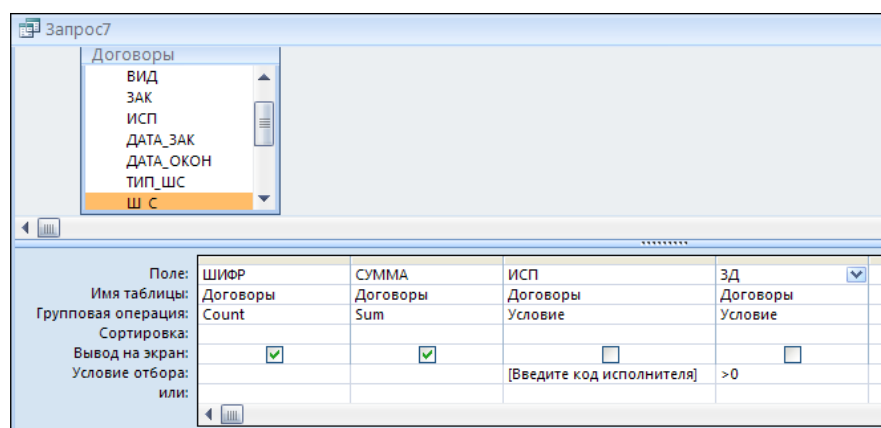 Запрос7
Договоры
ВИД
ЗАК
ИСП
ДАТА_ЗАК
ДАТА_ОКОН
ТИП_ШС
Ш_С
Поле: ШИФР СУММА ИСП ЗД
Имя таблицы: Договоры Договоры Договоры Договоры
Групповая операция: Count Sum Условие Условие
Сортировка:
Вывод на экран:
Условие отбора: [Введите код исполнителя] >0
или: